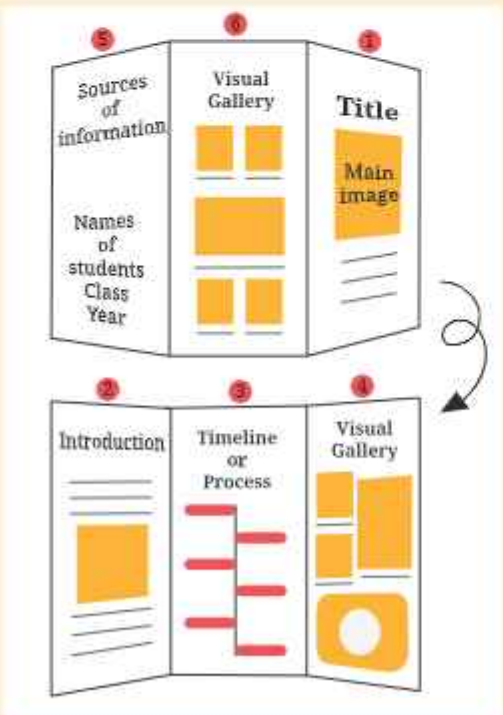 5
6
1
Sources
of
information
Names
of
students
Class
Year
Visual
Gallery
Title
Main
image
2
3
4
Introduction
Timeline
or
Process
Visual
Gallery